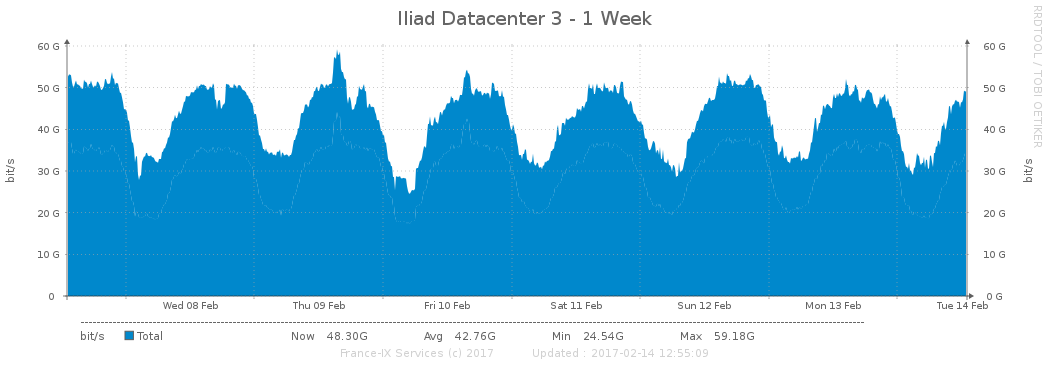 Iliad Datacenter 3 - 1 Week
RRDTOOL / TOBI OETIKER
60 G 60 G
50 G 50 G
40 G 40 G
30 G 30 G
20 G 20 G
10 G 10 G
0 0 G
bit/s bit/s
Wed 08 Feb Thu 09 Feb Fri 10 Feb Sat 11 Feb Sun 12 Feb Mon 13 Feb Tue 14 Feb
bit/s Total Now 48.30G Avg 42.76G Min 24.54G Max 59.18G
France-IX Services (c) 2017 Updated : 2017-02-14 12:55:09